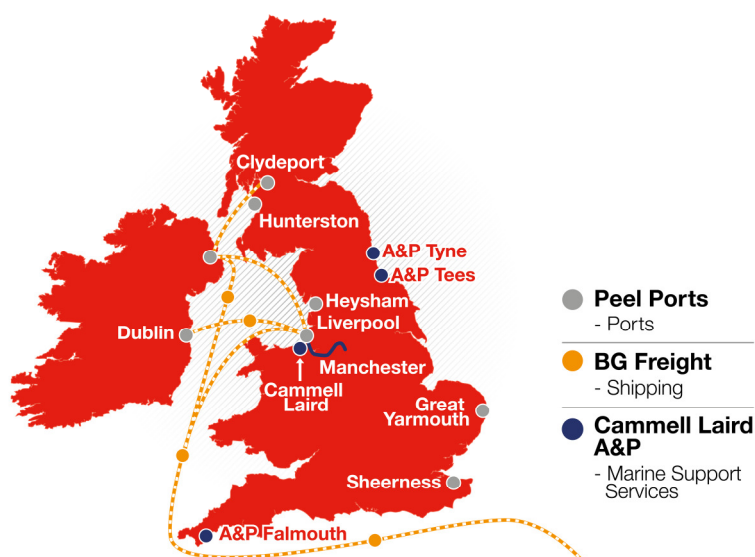 Clydeport
Hunterston
A&P Tyne
A&P Tees
Heysham
Liverpool
Dublin
Manchester
Cammell
Laird
Great
Yarmouth
Sheerness
A&P Falmouth
Peel Ports
- Ports
BG Freight
- Shipping
Cammell Laird
A&P
- Marine Support
Services